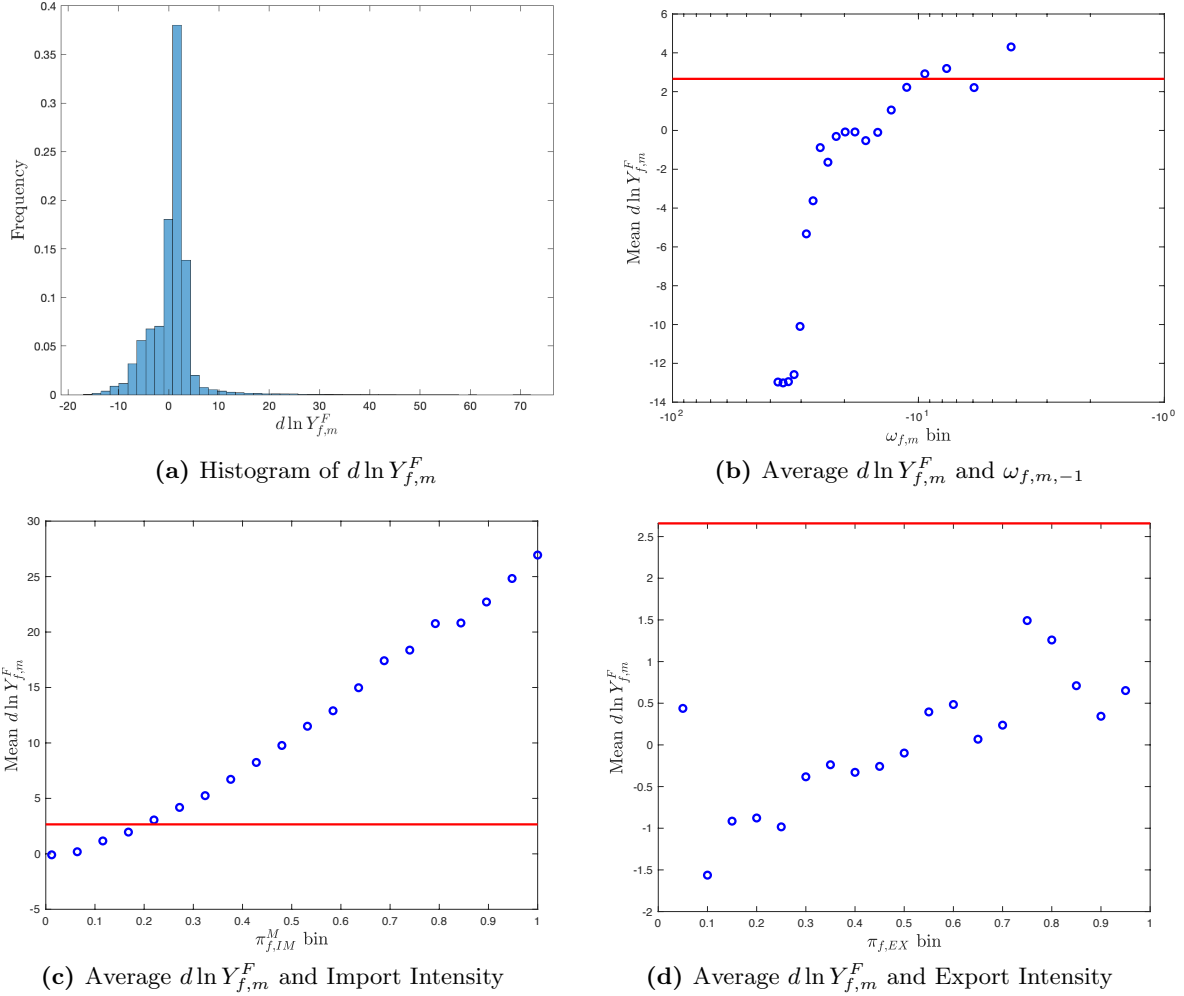 0.4
0.35
0.3
0.25
0.2
0.15
0.1
0.05
0
Frequency
-20 -10 0 10 20 30 40 50 60 70
d ln Y^F_{f,m}
(a) Histogram of d ln Y^F_{f,m}
6
4
2
0
-2
-4
-6
-8
-10
-12
-14
Mean d ln Y^F_{f,m}
-10^2 -10^1 -10^0
ω_{f,m} bin
(b) Average d ln Y^F_{f,m} and ω_{f,m,−1}
30
25
20
15
10
5
0
-5
Mean d ln Y^F_{f,m}
0 0.1 0.2 0.3 0.4 0.5 0.6 0.7 0.8 0.9 1
π^M_{f,IM} bin
(c) Average d ln Y^F_{f,m} and Import Intensity
2.5
2
1.5
1
0.5
0
-0.5
-1
-1.5
-2
Mean d ln Y^F_{f,m}
0 0.1 0.2 0.3 0.4 0.5 0.6 0.7 0.8 0.9 1
π_{f,EX} bin
(d) Average d ln Y^F_{f,m} and Export Intensity